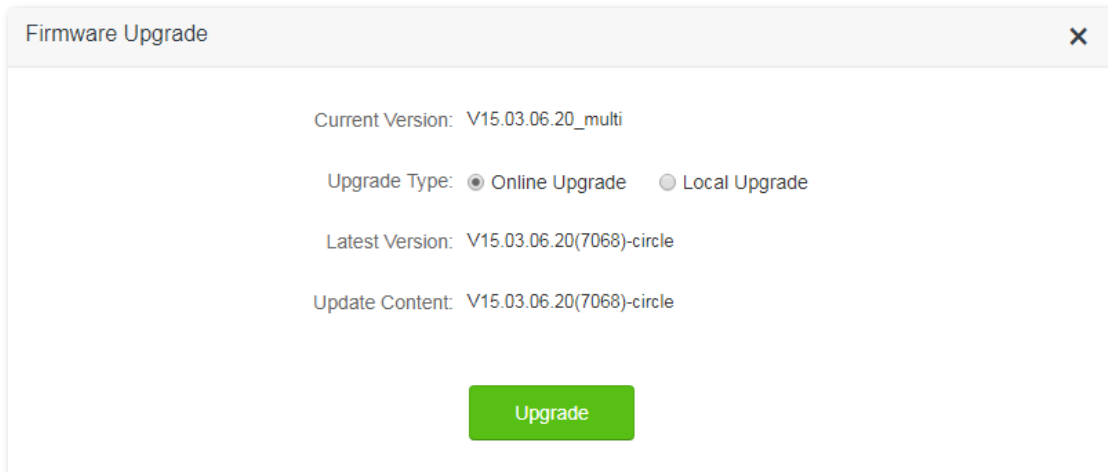 Firmware Upgrade
Current Version: V15.03.06.20_multi
Upgrade Type: Online Upgrade Local Upgrade
Latest Version: V15.03.06.20(7068)-circle
Update Content: V15.03.06.20(7068)-circle
Upgrade